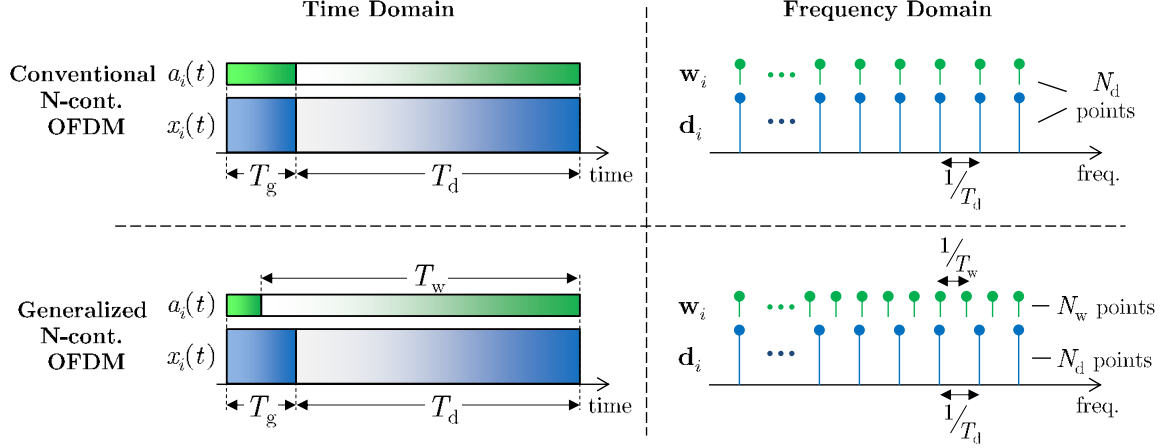 Time Domain
Frequency Domain
Conventional
N-cont.
OFDM
a_i(t)
x_i(t)
T_g
T_d
time
w_i
d_i
N_d
points
1/T_d
freq.
Generalized
N-cont.
OFDM
T_w
a_i(t)
x_i(t)
T_g
T_d
time
1/T_w
w_i
N_w points
d_i
N_d points
1/T_d
freq.